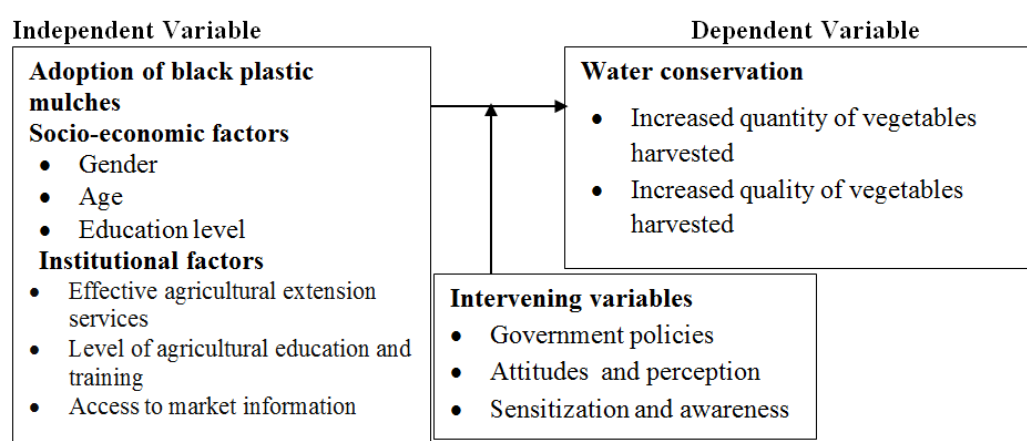 Independent Variable
Adoption of black plastic
mulches
Socio-economic factors
• Gender
• Age
• Education level
Institutional factors
• Effective agricultural extension
services
• Level of agricultural education and
training
• Access to market information
Dependent Variable
Water conservation
• Increased quantity of vegetables
harvested
• Increased quality of vegetables
harvested
Intervening variables
• Government policies
• Attitudes and perception
• Sensitization and awareness